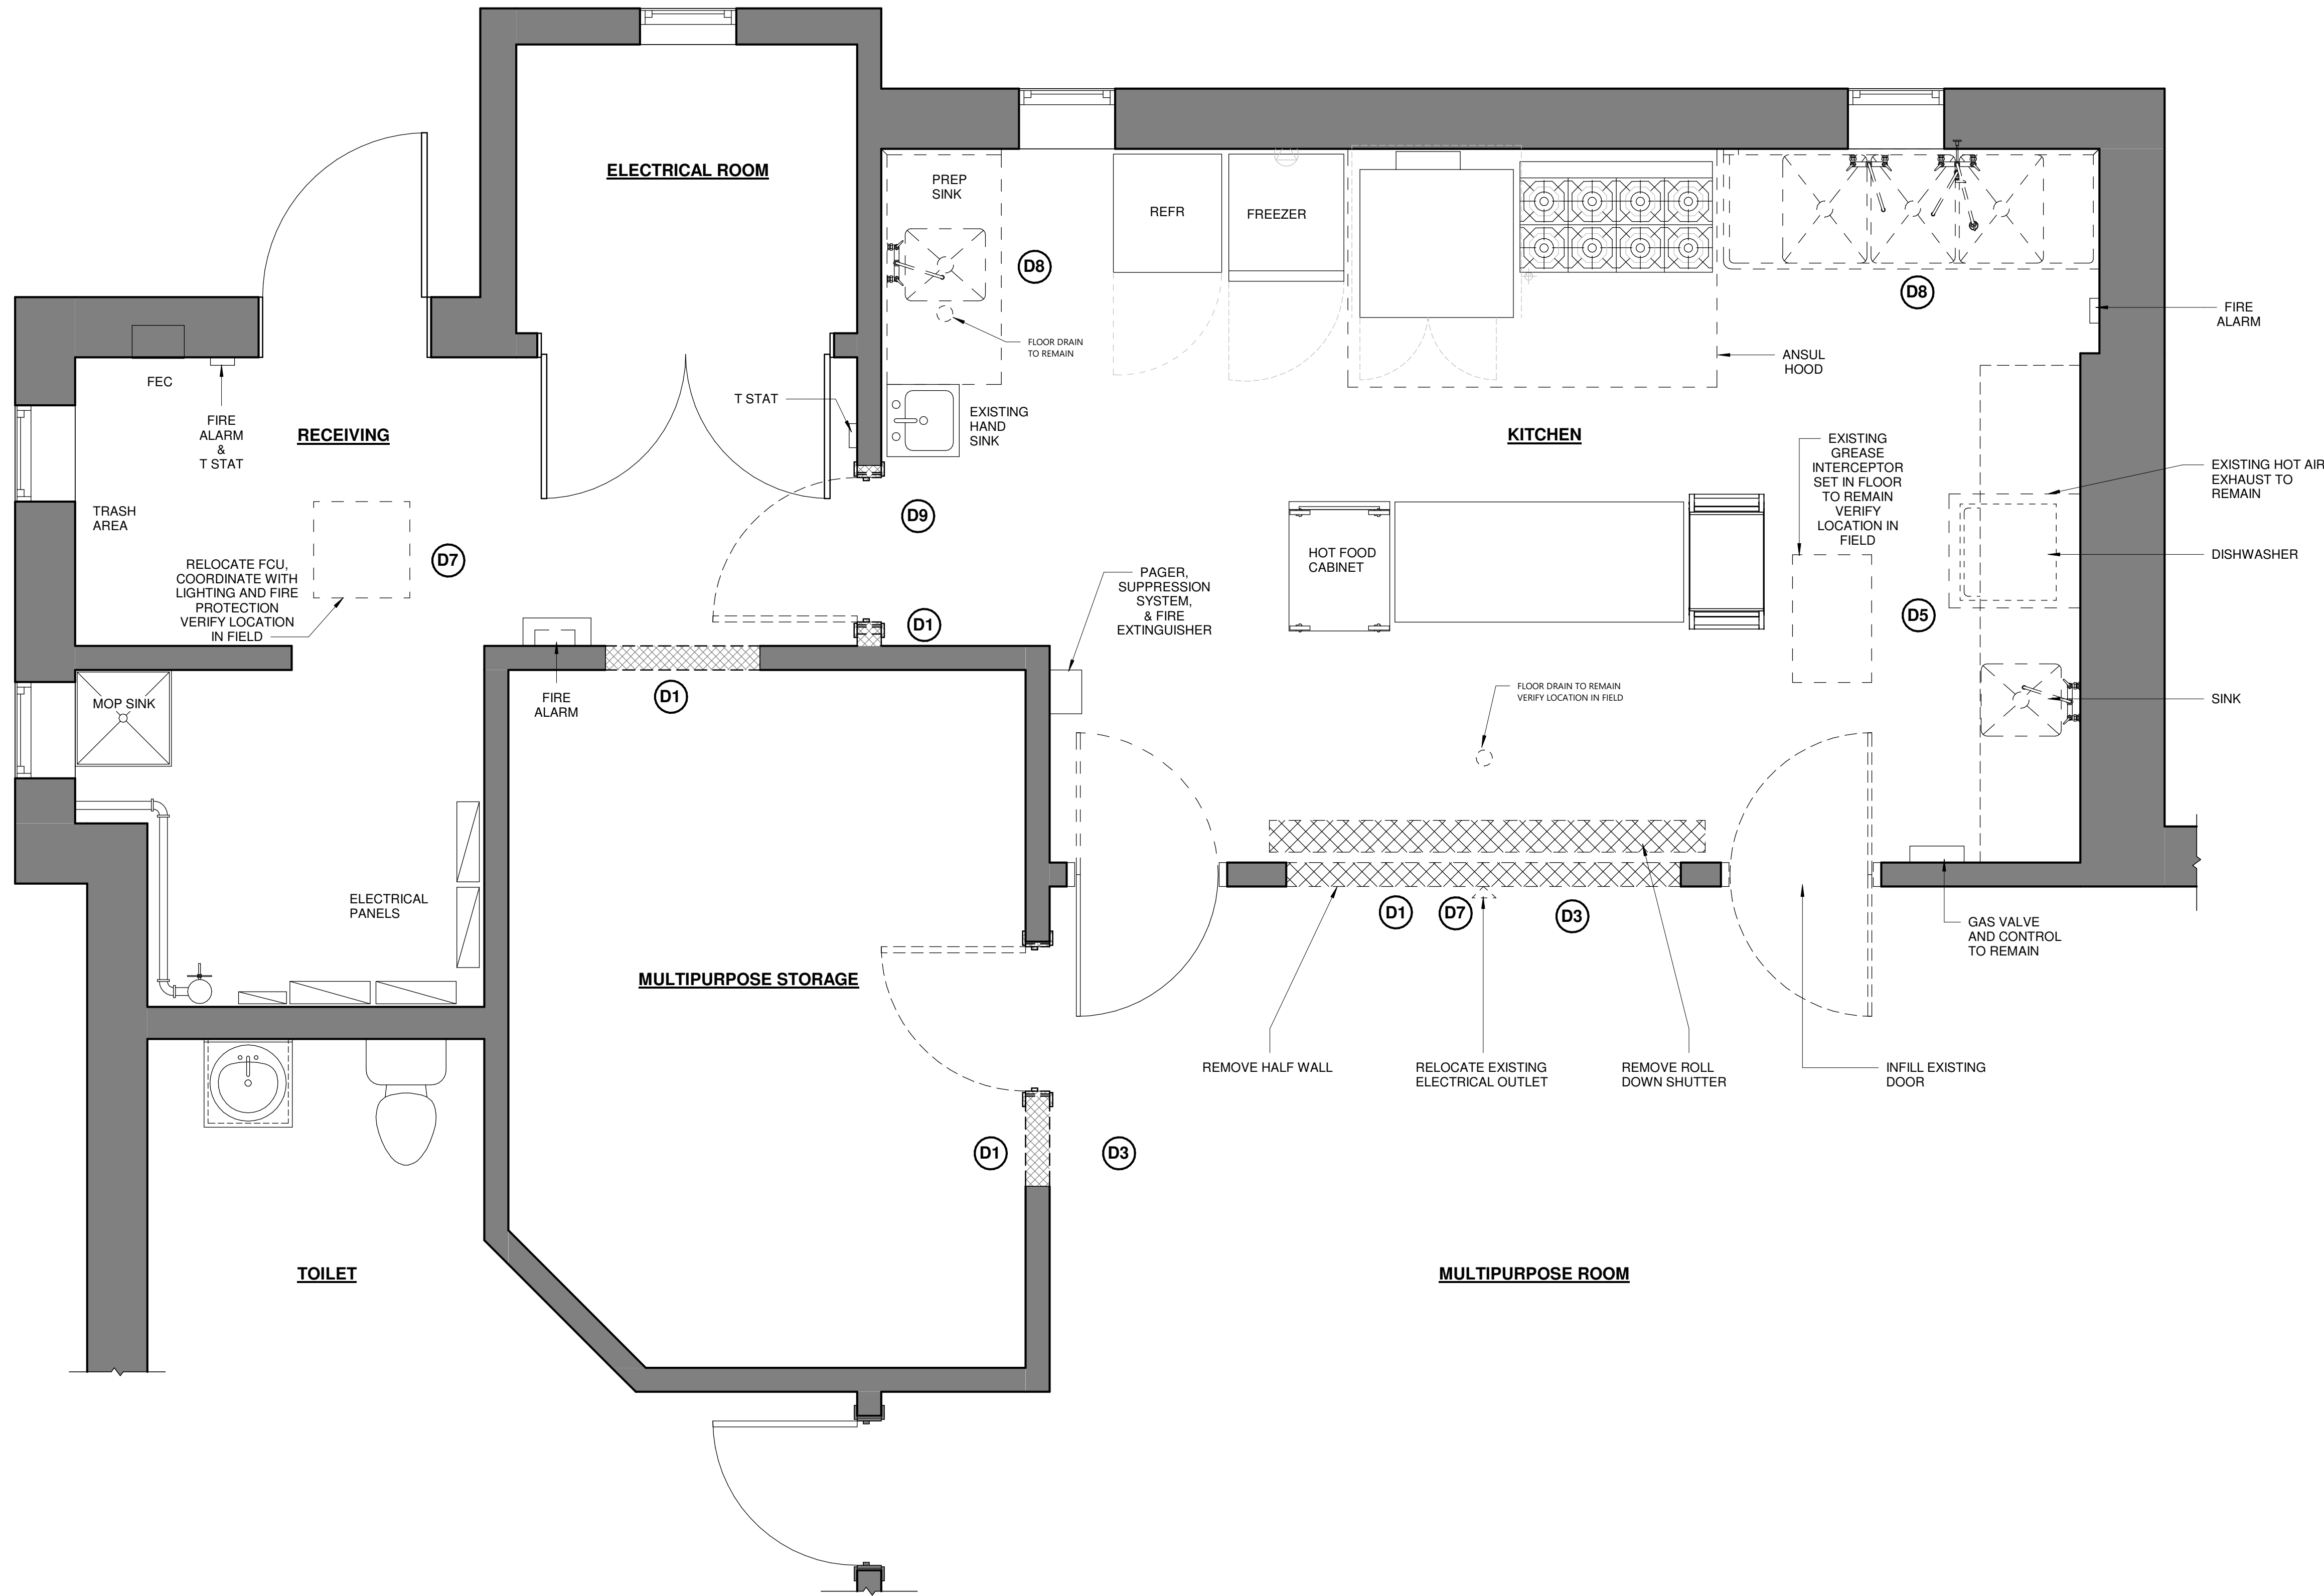 ELECTRICAL ROOM
PREP
SINK
REFR
FREEZER
D8
D8
FLOOR DRAIN
TO REMAIN
ANSUL
HOOD
FIRE
ALARM
FEC
FIRE
ALARM
&
T STAT
RECEIVING
T STAT
EXISTING
HAND
SINK
KITCHEN
EXISTING
GREASE
INTERCEPTOR
SET IN FLOOR
TO REMAIN
VERIFY
LOCATION IN
FIELD
EXISTING HOT AIR
EXHAUST TO
REMAIN
TRASH
AREA
D9
D7
RELOCATE FCU,
COORDINATE WITH
LIGHTING AND FIRE
PROTECTION
VERIFY LOCATION
IN FIELD
HOT FOOD
CABINET
DISHWASHER
PAGER,
SUPPRESSION
SYSTEM,
& FIRE
EXTINGUISHER
D1
D5
MOP SINK
FIRE
ALARM
D1
FLOOR DRAIN TO REMAIN
VERIFY LOCATION IN FIELD
SINK
ELECTRICAL
PANELS
D1
D7
D3
GAS VALVE
AND CONTROL
TO REMAIN
MULTIPURPOSE STORAGE
REMOVE HALF WALL
RELOCATE EXISTING
ELECTRICAL OUTLET
REMOVE ROLL
DOWN SHUTTER
INFILL EXISTING
DOOR
D1
D3
TOILET
MULTIPURPOSE ROOM